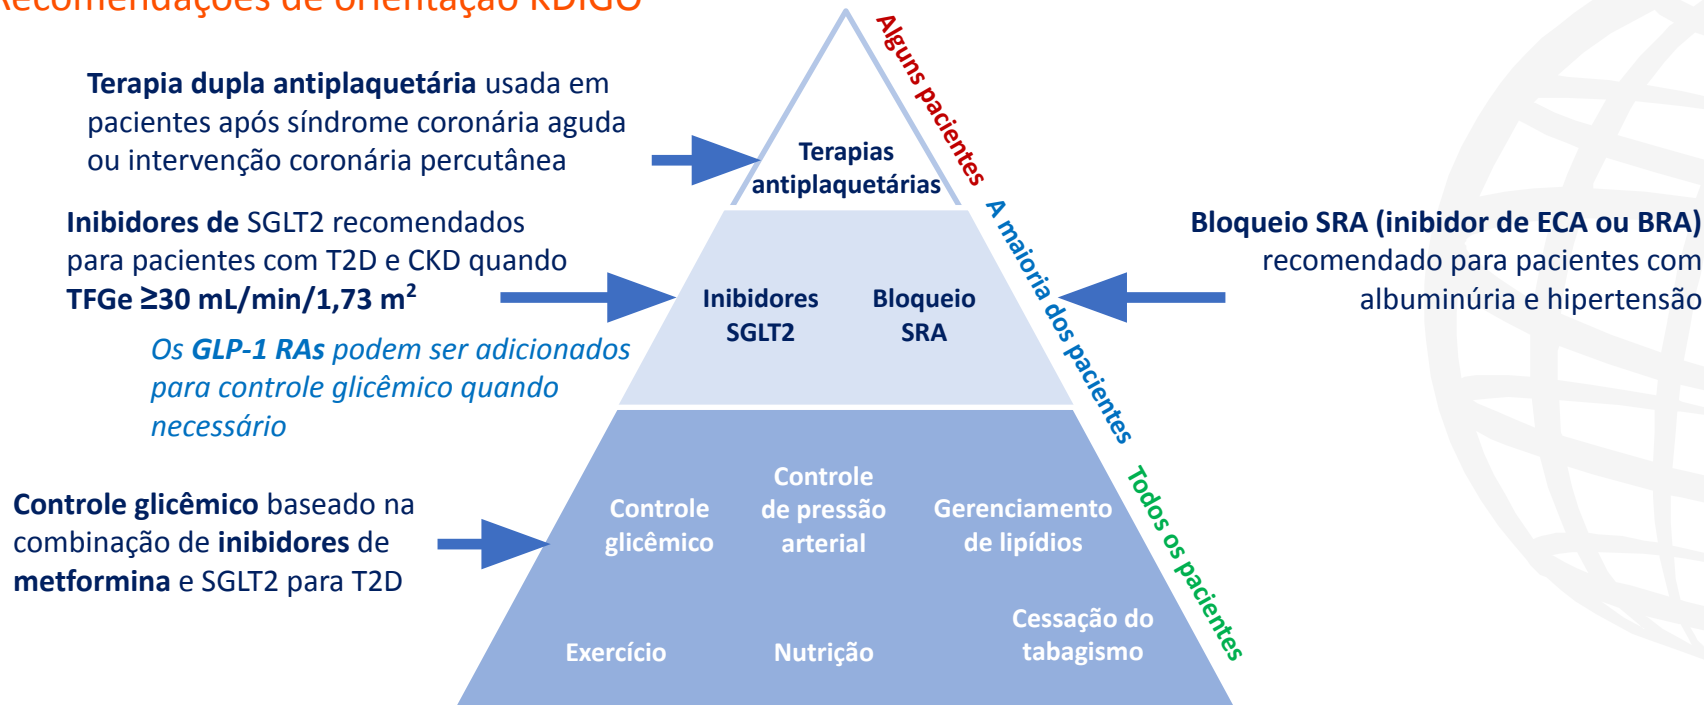 Recomendações de orientação KDIGO
Terapia dupla antiplaquetária usada em
pacientes após síndrome coronária aguda
ou intervenção coronária percutânea
Inibidores de SGLT2 recomendados
para pacientes com T2D e CKD quando
TFGe ≥30 mL/min/1,73 m²
Os GLP-1 RAs podem ser adicionados
para controle glicêmico quando
necessário
Controle glicêmico baseado na
combinação de inibidores de
metformina e SGLT2 para T2D
Terapias
antiplaquetárias
Inibidores
SGLT2
Bloqueio
SRA
Controle
glicêmico
Controle
de pressão
arterial
Gerenciamento
de lipídios
Exercício
Nutrição
Cessação do
tabagismo
Alguns pacientes
A maioria dos pacientes
Todos os pacientes
Bloqueio SRA (inibidor de ECA ou BRA)
recomendado para pacientes com
albuminúria e hipertensão